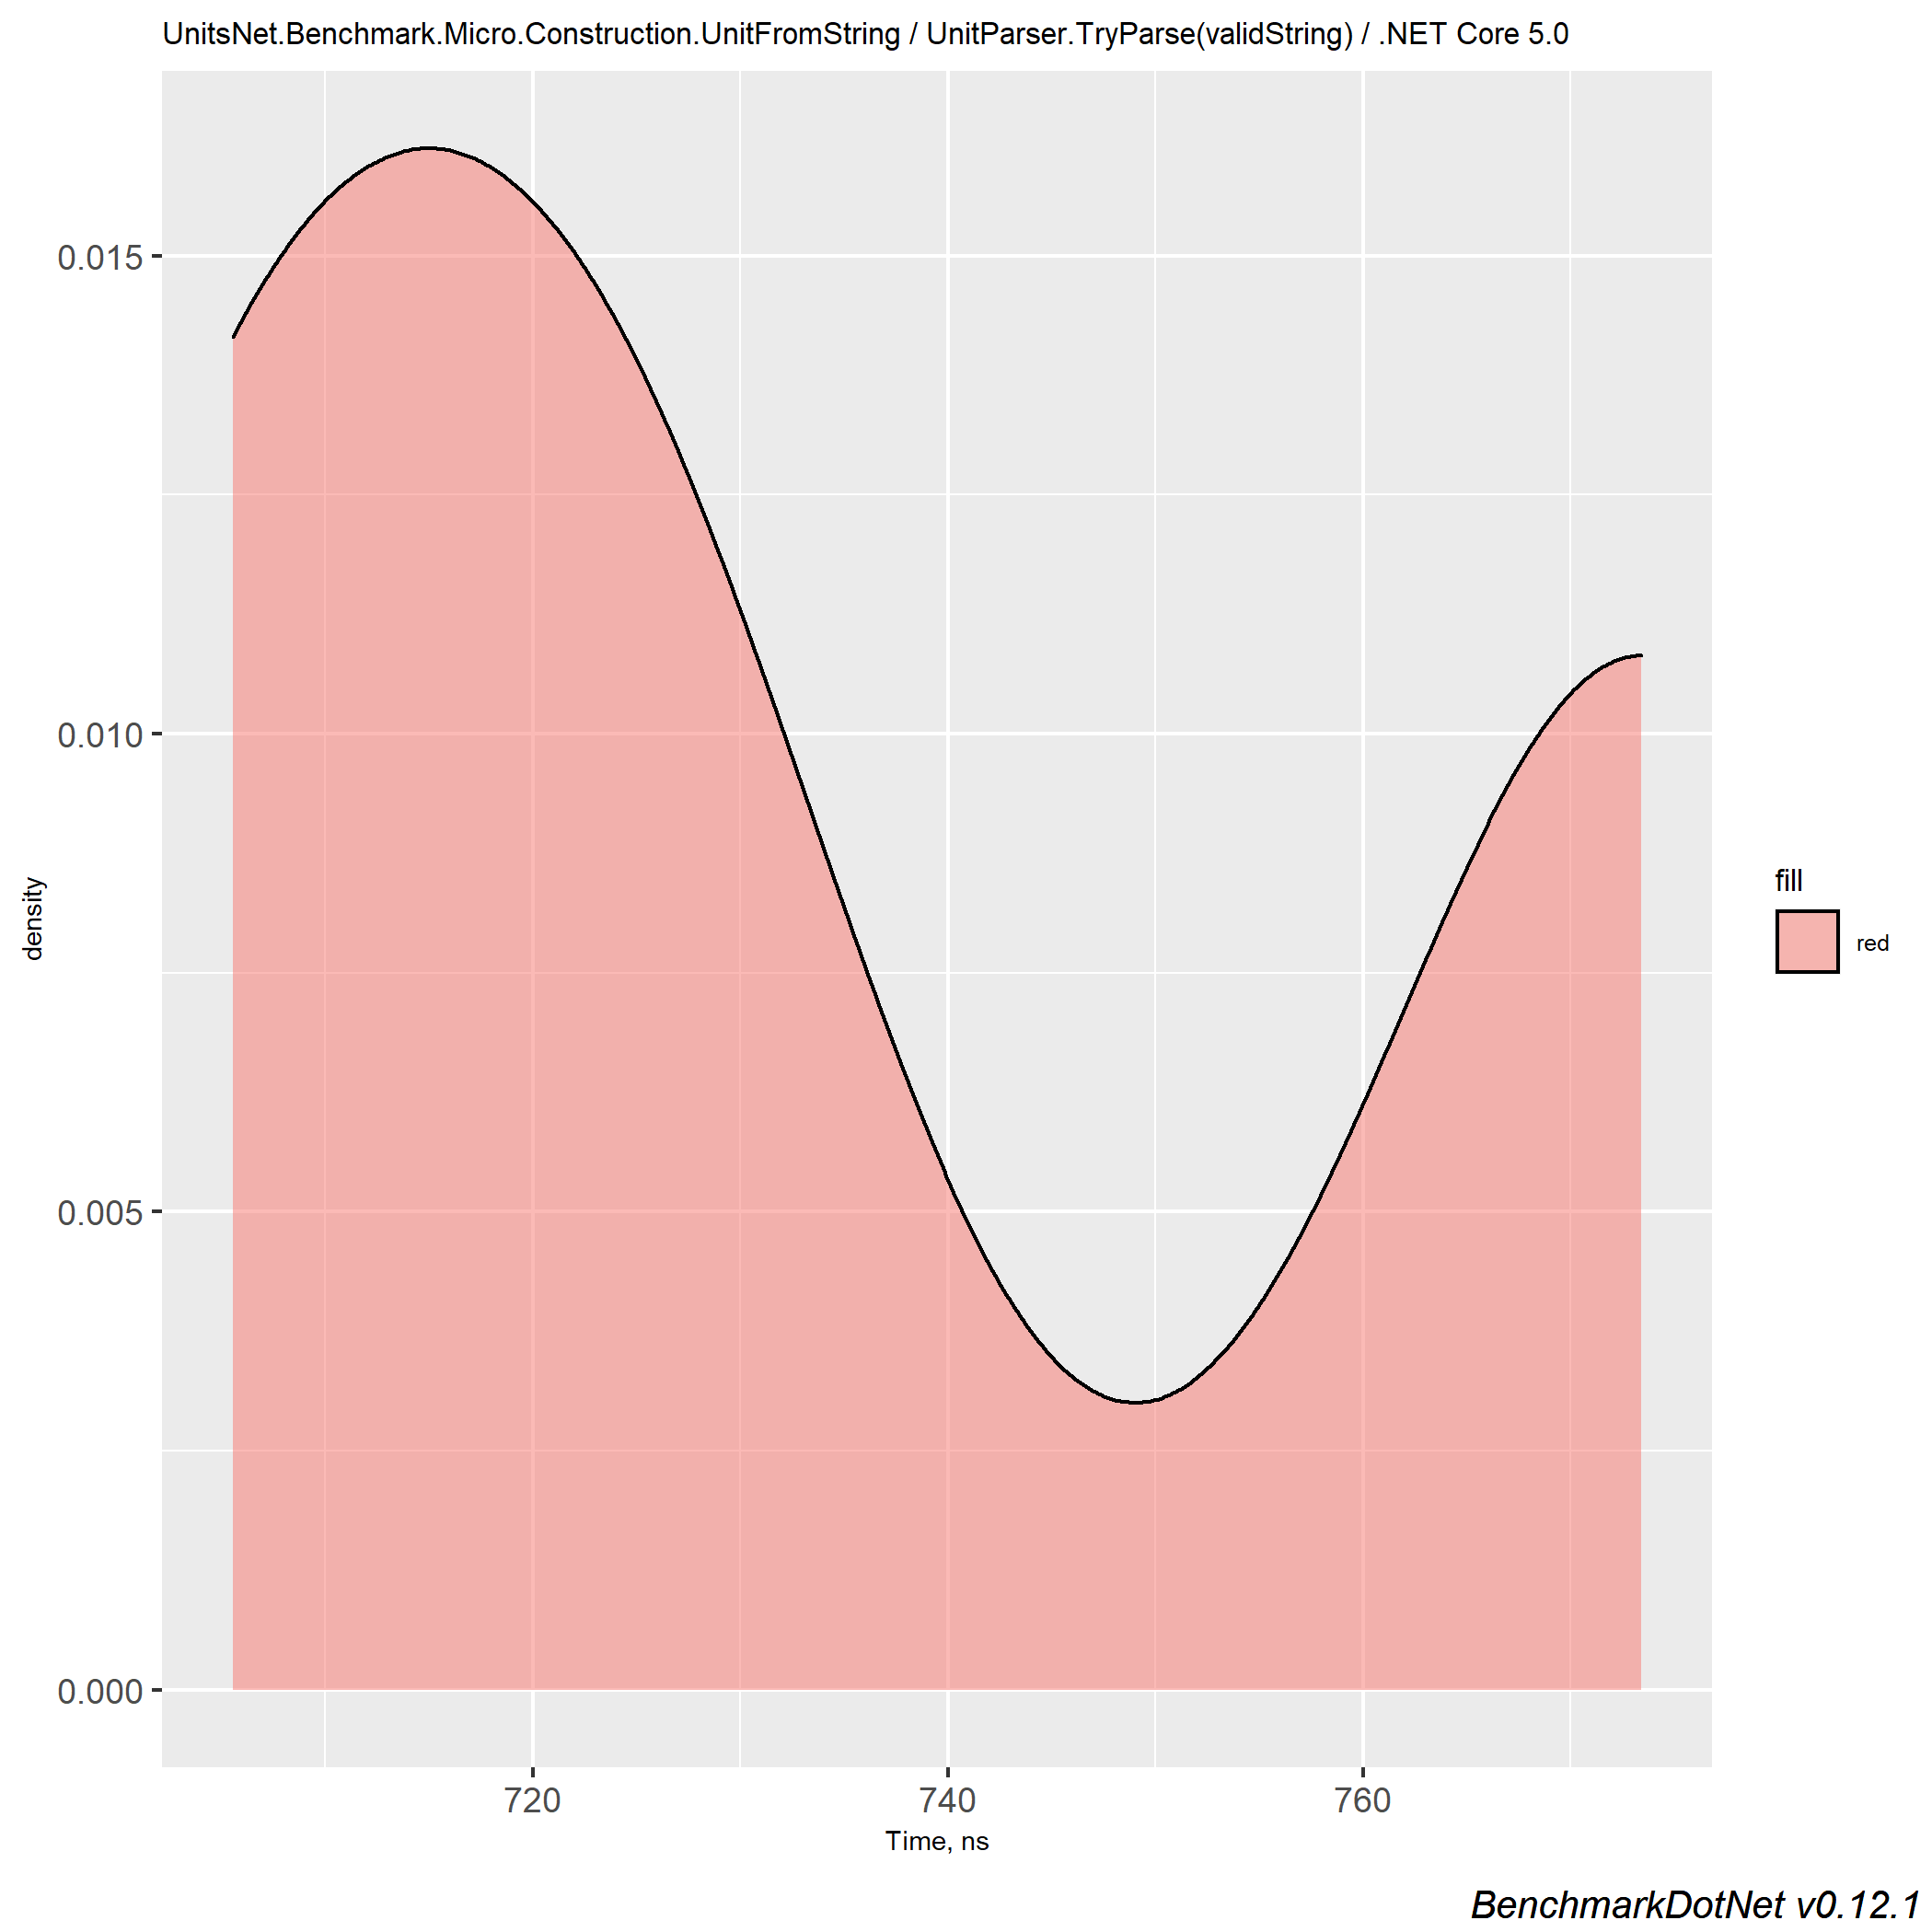 UnitsNet.Benchmark.Micro.Construction.UnitFromString / UnitParser.TryParse(validString) / .NET Core 5.0
0.015
0.010
0.005
0.000
density
720 740 760
Time, ns
fill
red
BenchmarkDotNet v0.12.1